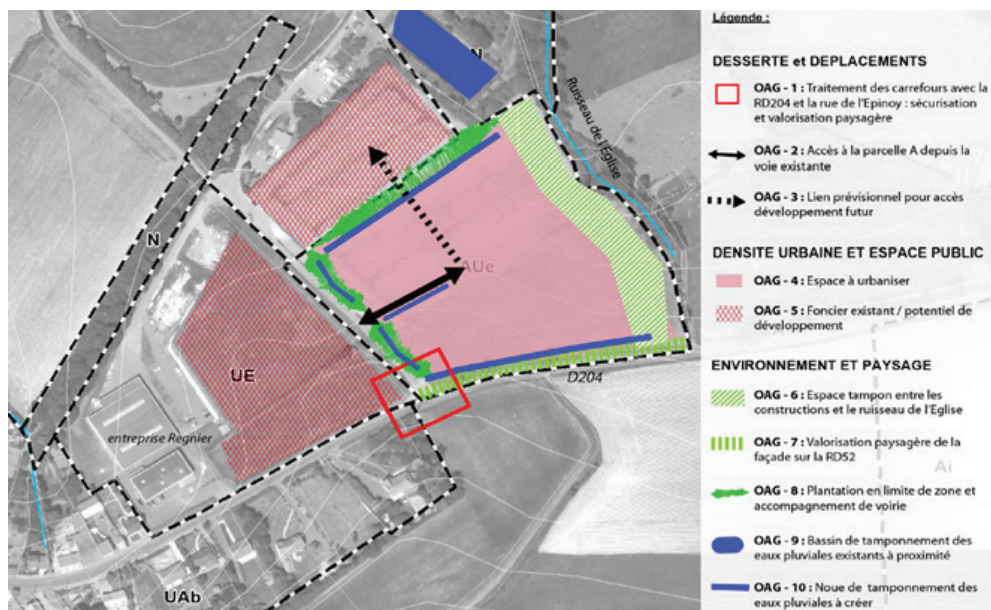 N
Ruisseau de l'Eglise
N
AUe
UE
D204
entreprise Regnier
UAb
Légende :
DESSERTE et DEPLACEMENTS
OAG - 1 : Traitement des carrefours avec la
RD204 et la rue de l'Epinoy : sécurisation
et valorisation paysagère
OAG - 2 : Accès à la parcelle A depuis la
voie existante
OAG - 3 : Lien prévisionnel pour accès
développement futur
DENSITE URBAINE ET ESPACE PUBLIC
OAG - 4 : Espace à urbaniser
OAG - 5 : Foncier existant / potentiel de
développement
ENVIRONNEMENT ET PAYSAGE
OAG - 6 : Espace tampon entre les
constructions et le ruisseau de l'Eglise
OAG - 7 : Valorisation paysagère de la
façade sur la RD52
Ai
OAG - 8 : Plantation en limite de zone et
accompagnement de voirie
OAG - 9 : Bassin de tamponnement des
eaux pluviales existants à proximité
OAG - 10 : Noue de tamponnement des
eaux pluviales à créer